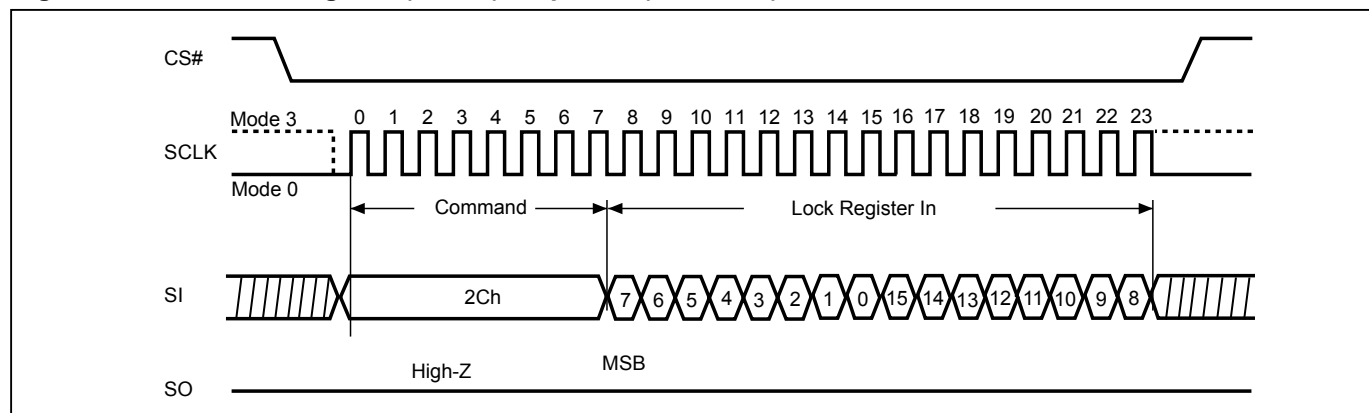 CS#
Mode 3
0 1 2 3 4 5 6 7 8 9 10 11 12 13 14 15 16 17 18 19 20 21 22 23
SCLK
Mode 0
Command Lock Register In
SI 2Ch 7 6 5 4 3 2 1 0 15 14 13 12 11 10 9 8
High-Z MSB
SO